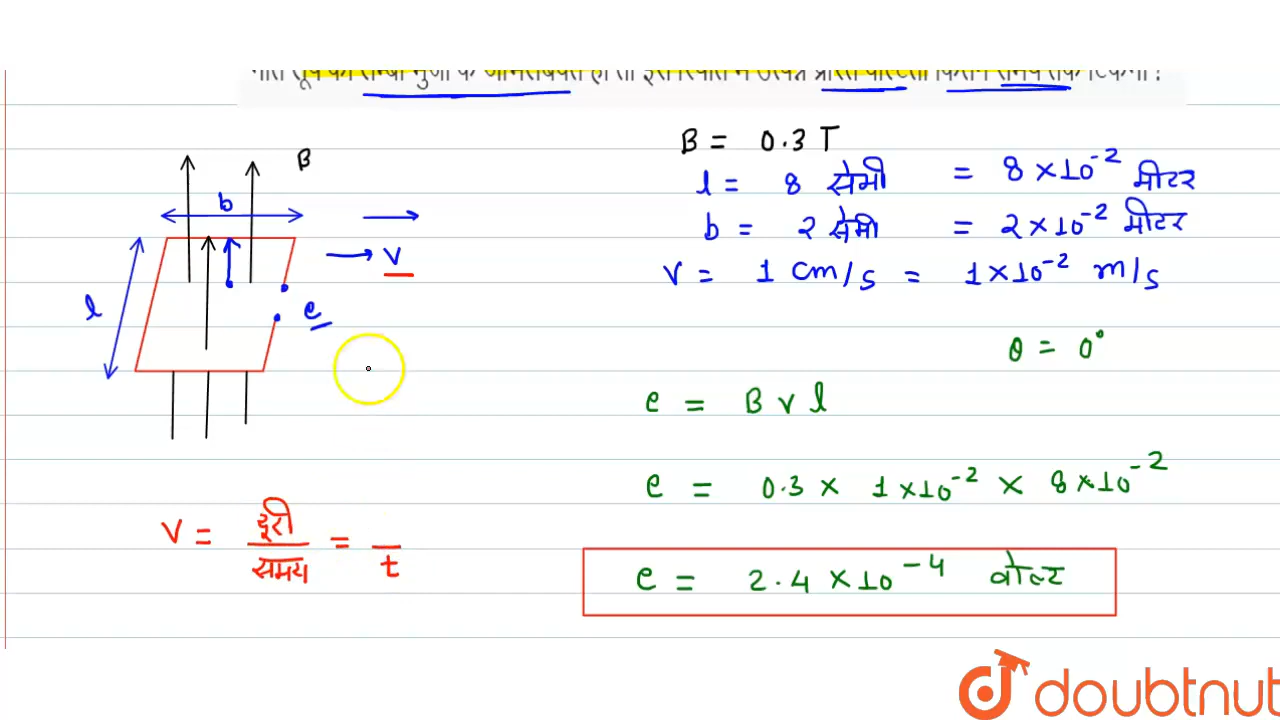 B
b
v
l
e
B = 0.3 T
l = 8 सेमी = 8 × 10⁻² मीटर
b = 2 सेमी = 2 × 10⁻² मीटर
v = 1 cm/s = 1 × 10⁻² m/s
θ = 0°
e = B v l
e = 0.3 × 1 × 10⁻² × 8 × 10⁻²
e = 2.4 × 10⁻⁴ वोल्ट
v = दूरी / समय = / t
doubtnut